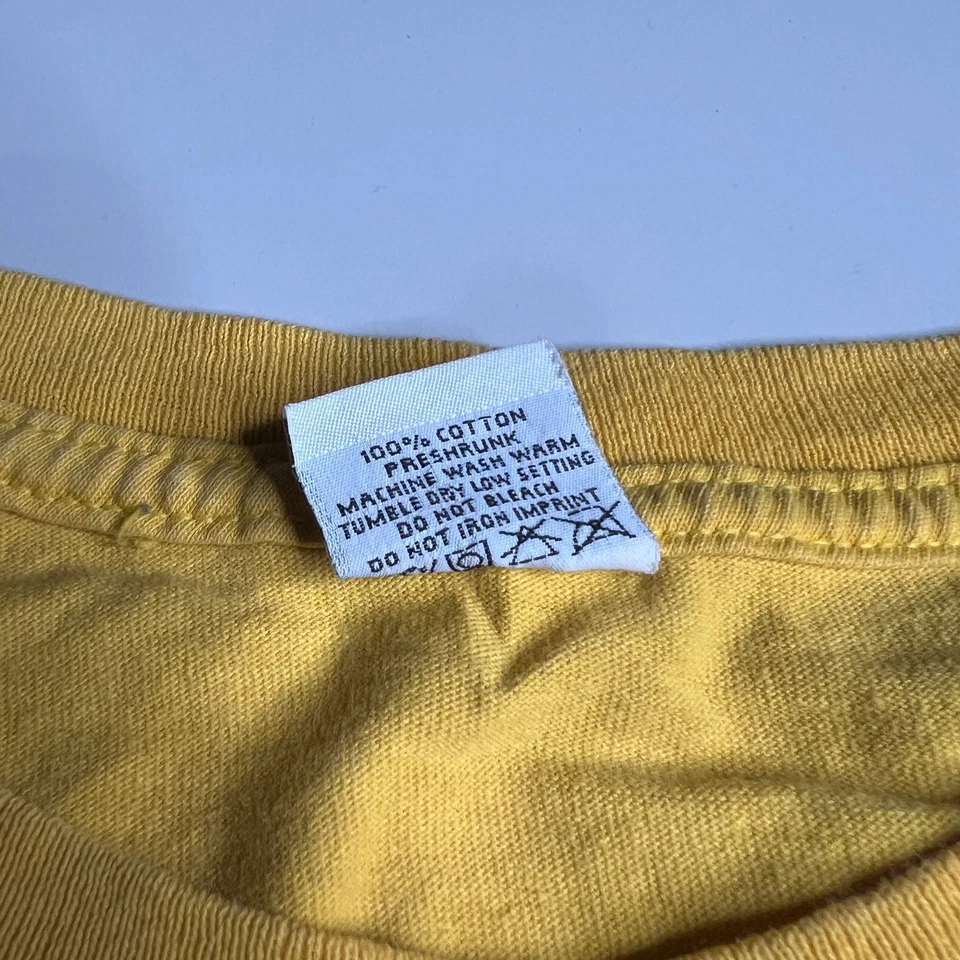 100% COTTON
PRESHRUNK
MACHINE WASH WARM
TUMBLE DRY LOW SETTING
DO NOT BLEACH
DO NOT IRON IMPRINT